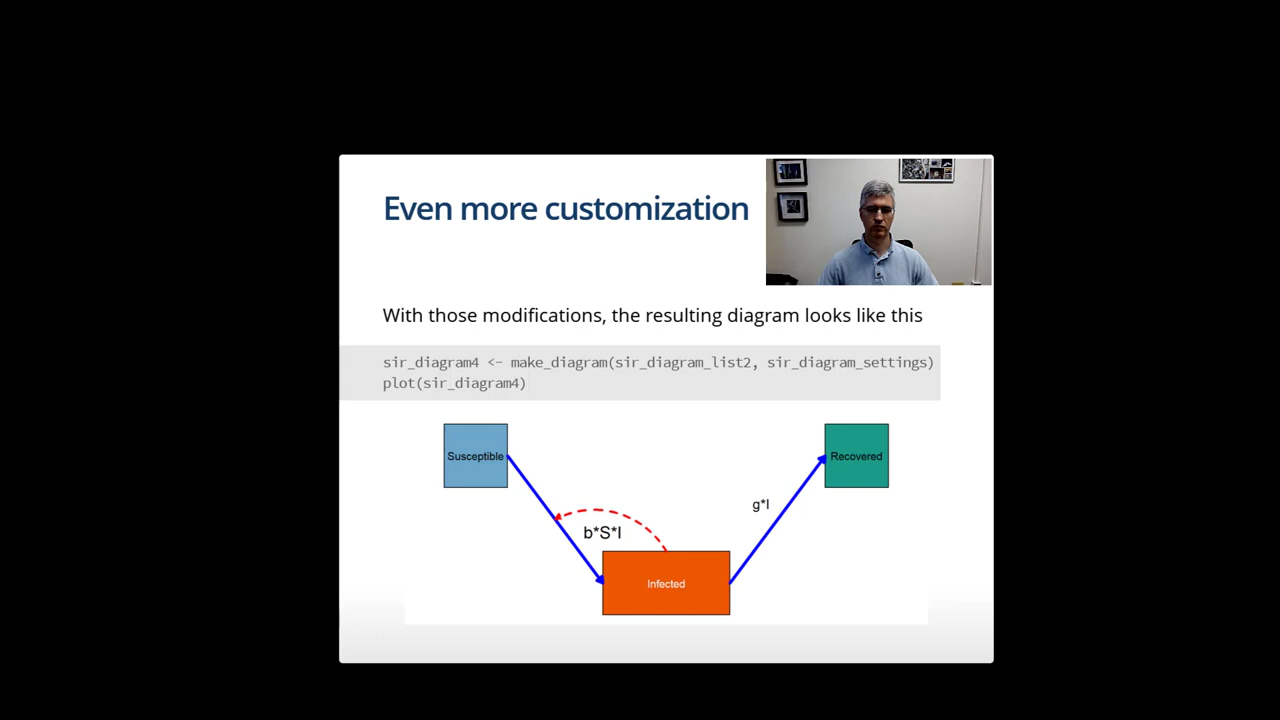 Even more customization
With those modifications, the resulting diagram looks like this
sir_diagram4 <- make_diagram(sir_diagram_list2, sir_diagram_settings)
plot(sir_diagram4)
Susceptible
Recovered
g*I
b*S*I
Infected